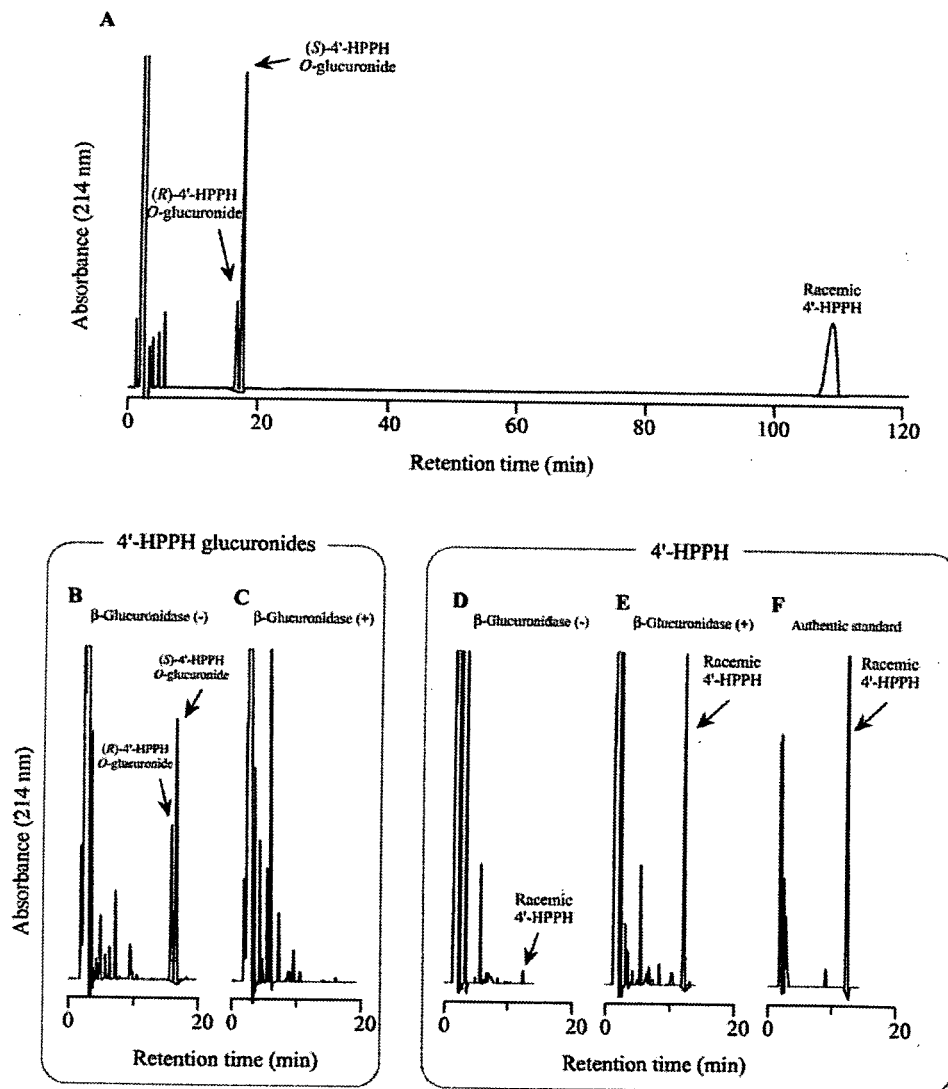 A
(S)-4'-HPPH
O-glucuronide
(R)-4'-HPPH
O-glucuronide
Racemic
4'-HPPH
Absorbance (214 nm)
0 20 40 60 80 100 120
Retention time (min)
4'-HPPH glucuronides
B
β-Glucuronidase (-)
(S)-4'-HPPH
O-glucuronide
(R)-4'-HPPH
O-glucuronide
C
β-Glucuronidase (+)
Absorbance (214 nm)
0 20 0 20
Retention time (min)
4'-HPPH
D
β-Glucuronidase (-)
Racemic
4'-HPPH
E
β-Glucuronidase (+)
Racemic
4'-HPPH
F
Authentic standard
Racemic
4'-HPPH
0 20 0 20 0 20
Retention time (min)